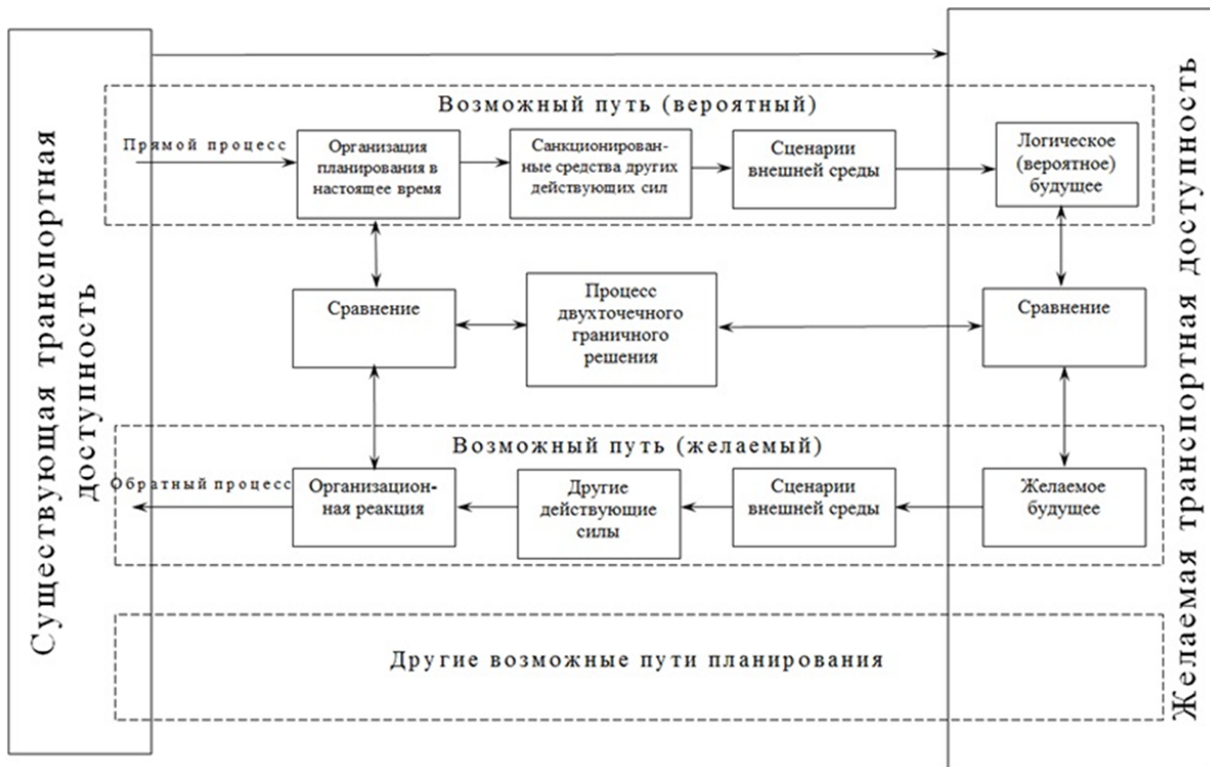 Существующая транспортная
доступность
Возможный путь (вероятный)
Прямой процесс
Организация
планирования в
настоящее время
Санкционирован-
ные средства других
действующих сил
Сценарии
внешней среды
Логическое
(вероятное)
будущее
Сравнение
Процесс
двухточечного
граничного
решения
Сравнение
Возможный путь (желаемый)
Обратный процесс
Организацион-
ная реакция
Другие
действующие
силы
Сценарии
внешней среды
Желаемое
будущее
Другие возможные пути планирования
Желаемая транспортная доступность